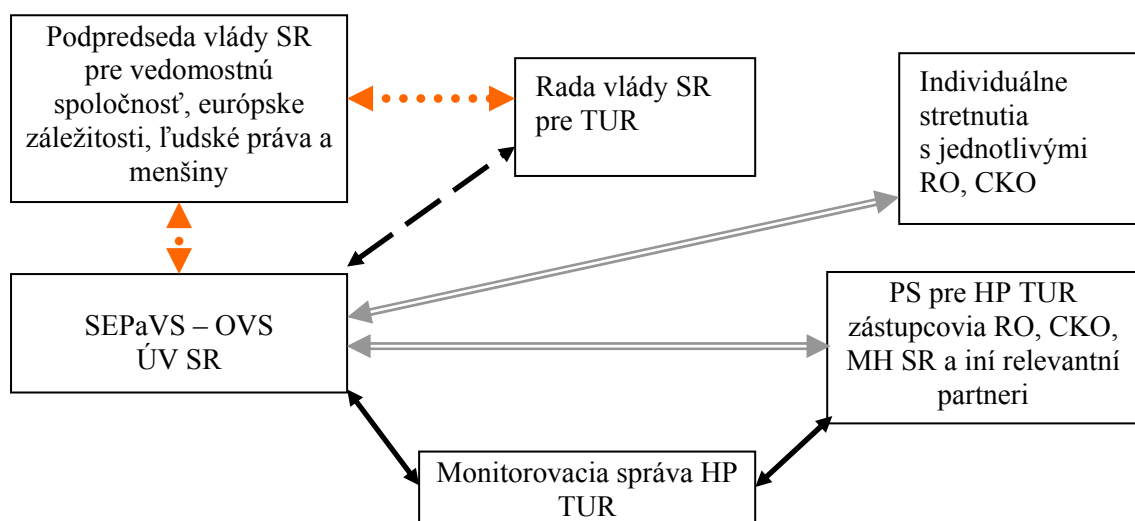 Podpredseda vlády SR
pre vedomostnú
spoločnosť, európske
záležitosti, ľudské práva a
menšiny
Rada vlády SR
pre TUR
Individuálne
stretnutia
s jednotlivými
RO, CKO
SEPaVS – OVS
ÚV SR
PS pre HP TUR
zástupcovia RO, CKO,
MH SR a iní relevantní
partneri
Monitorovacia správa HP
TUR